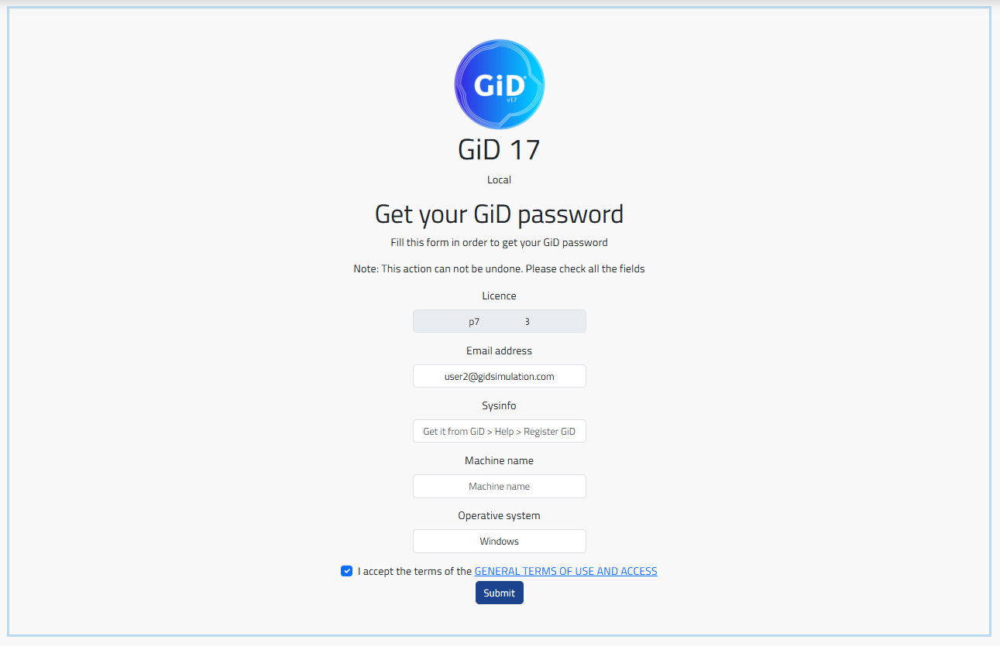 GiD
v17
GiD 17
Local
Get your GiD password
Fill this form in order to get your GiD password
Note: This action can not be undone. Please check all the fields
Licence
p7 3
Email address
user2@gidsimulation.com
Sysinfo
Get it from GiD > Help > Register GiD
Machine name
Machine name
Operative system
Windows
I accept the terms of the GENERAL TERMS OF USE AND ACCESS
Submit